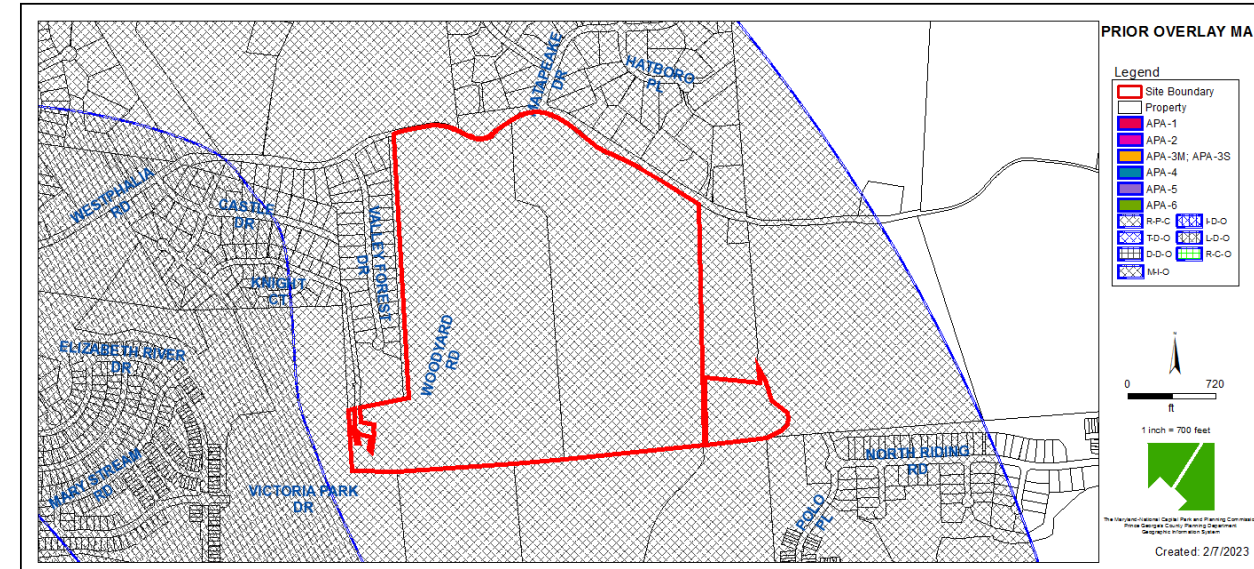 PRIOR OVERLAY MA
Legend
Site Boundary
Property
APA-1
APA-2
APA-3M; APA-3S
APA-4
APA-5
APA-6
R-P-C
I-D-O
T-D-O
L-D-O
D-D-O
R-C-O
M-I-O
MATAPEAKE
DR
HATBORO
PL
WESTPHALIA
RD
CASTLE
DR
VALLEY FOREST
DR
KNIGHT
CT
WOODYARD
RD
ELIZABETH RIVER
DR
MARY STREAM
RD
VICTORIA PARK
DR
NORTH RIDING
RD
POLO
PL
0 720
ft
1 inch = 700 feet
The Maryland-National Capital Park and Planning Commiss
Prince Georges County Planning Department
Geographic Information System
Created: 2/7/2023